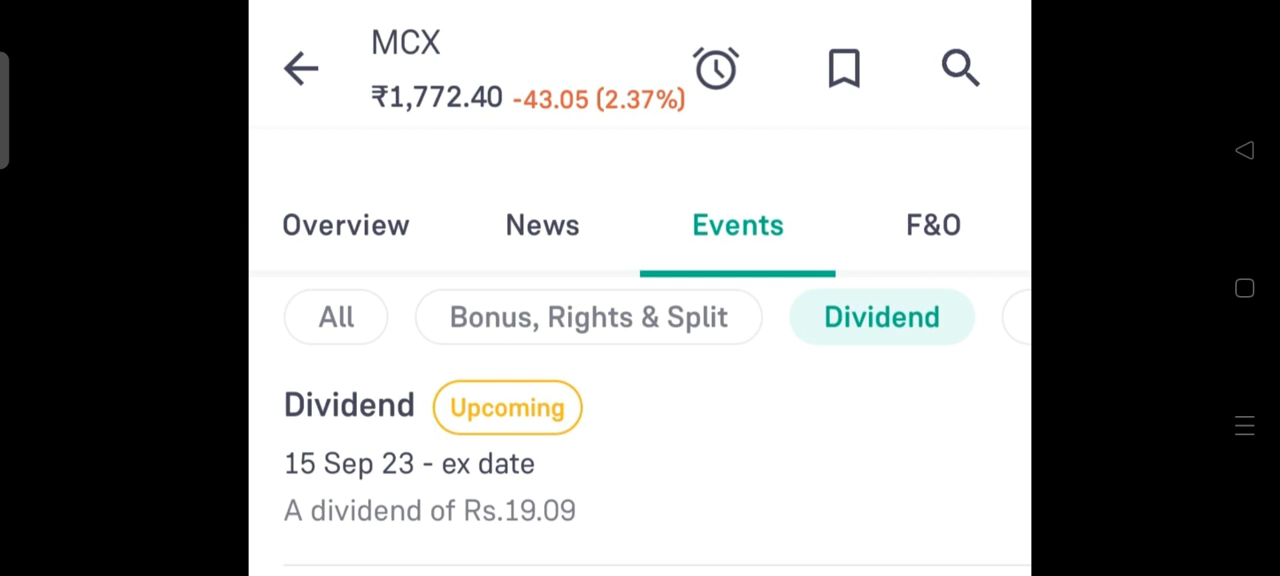 MCX
₹1,772.40 -43.05 (2.37%)
Overview News Events F&O
All Bonus, Rights & Split Dividend
Dividend Upcoming
15 Sep 23 - ex date
A dividend of Rs.19.09